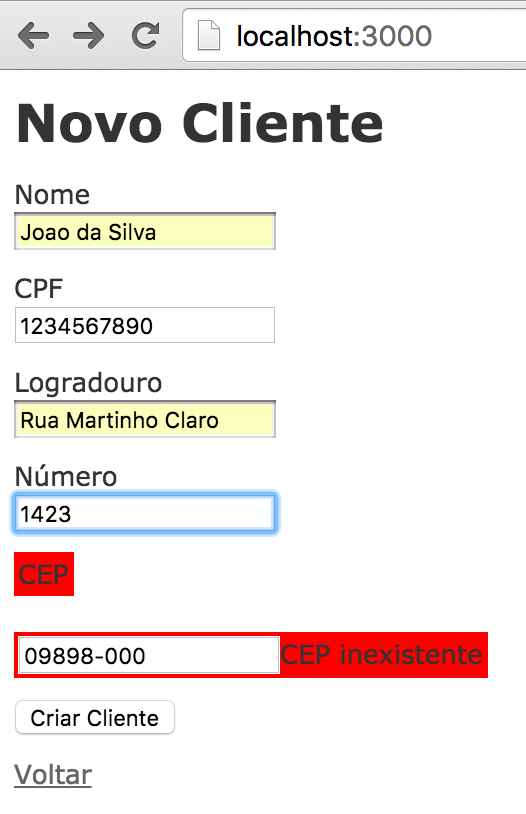 localhost:3000
Novo Cliente
Nome
Joao da Silva
CPF
1234567890
Logradouro
Rua Martinho Claro
Número
1423
CEP
09898-000 CEP inexistente
Criar Cliente
Voltar